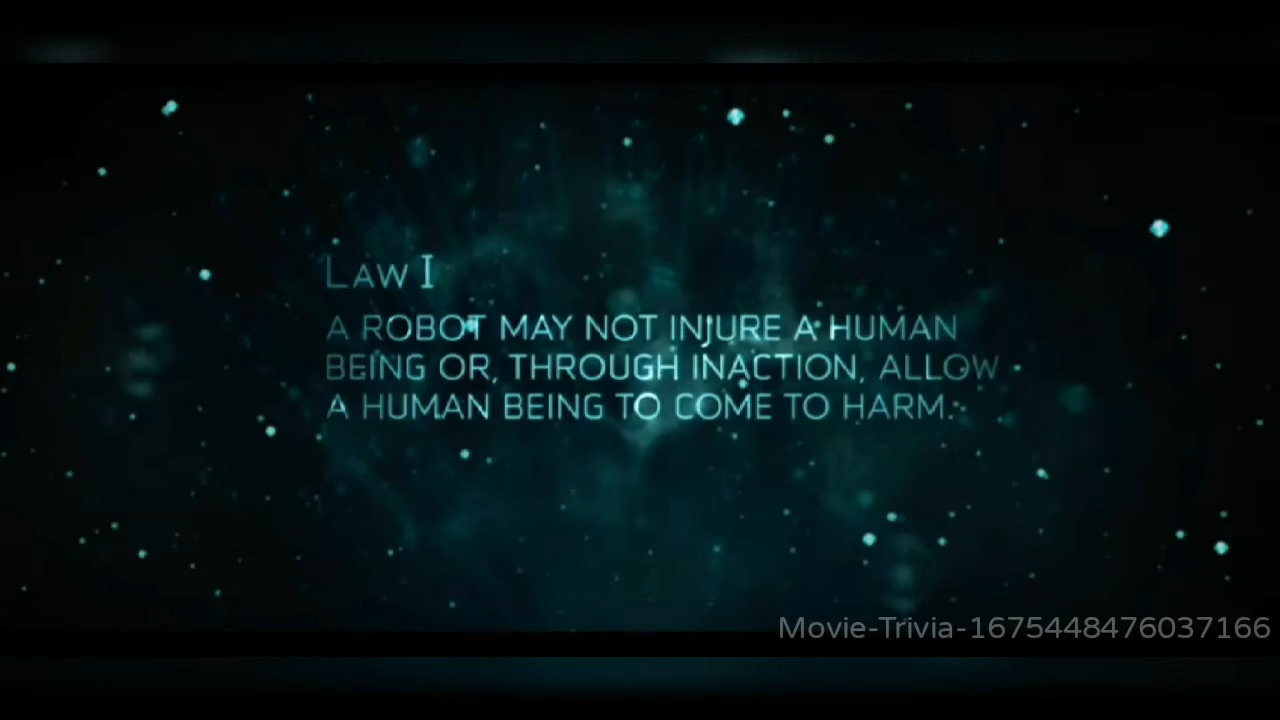 LAW I
A ROBOT MAY NOT INJURE A HUMAN
BEING OR, THROUGH INACTION, ALLOW
A HUMAN BEING TO COME TO HARM.
Movie-Trivia-1675448476037166